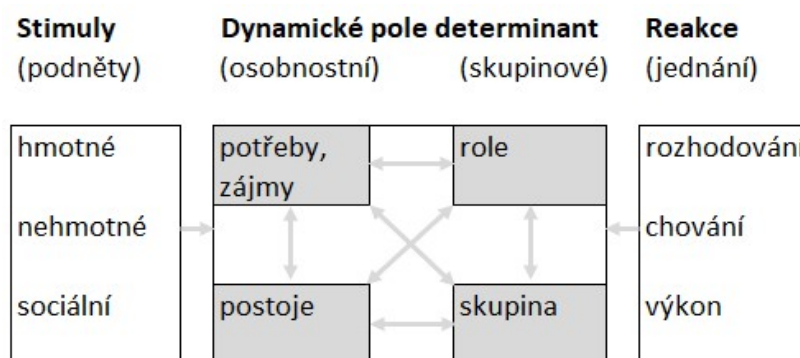 Stimuly
(podněty)
Dynamické pole determinant
(osobnostní) (skupinové)
Reakce
(jednání)
hmotné
nehmotné
sociální
potřeby,
zájmy
role
postoje
skupina
rozhodování
chování
výkon